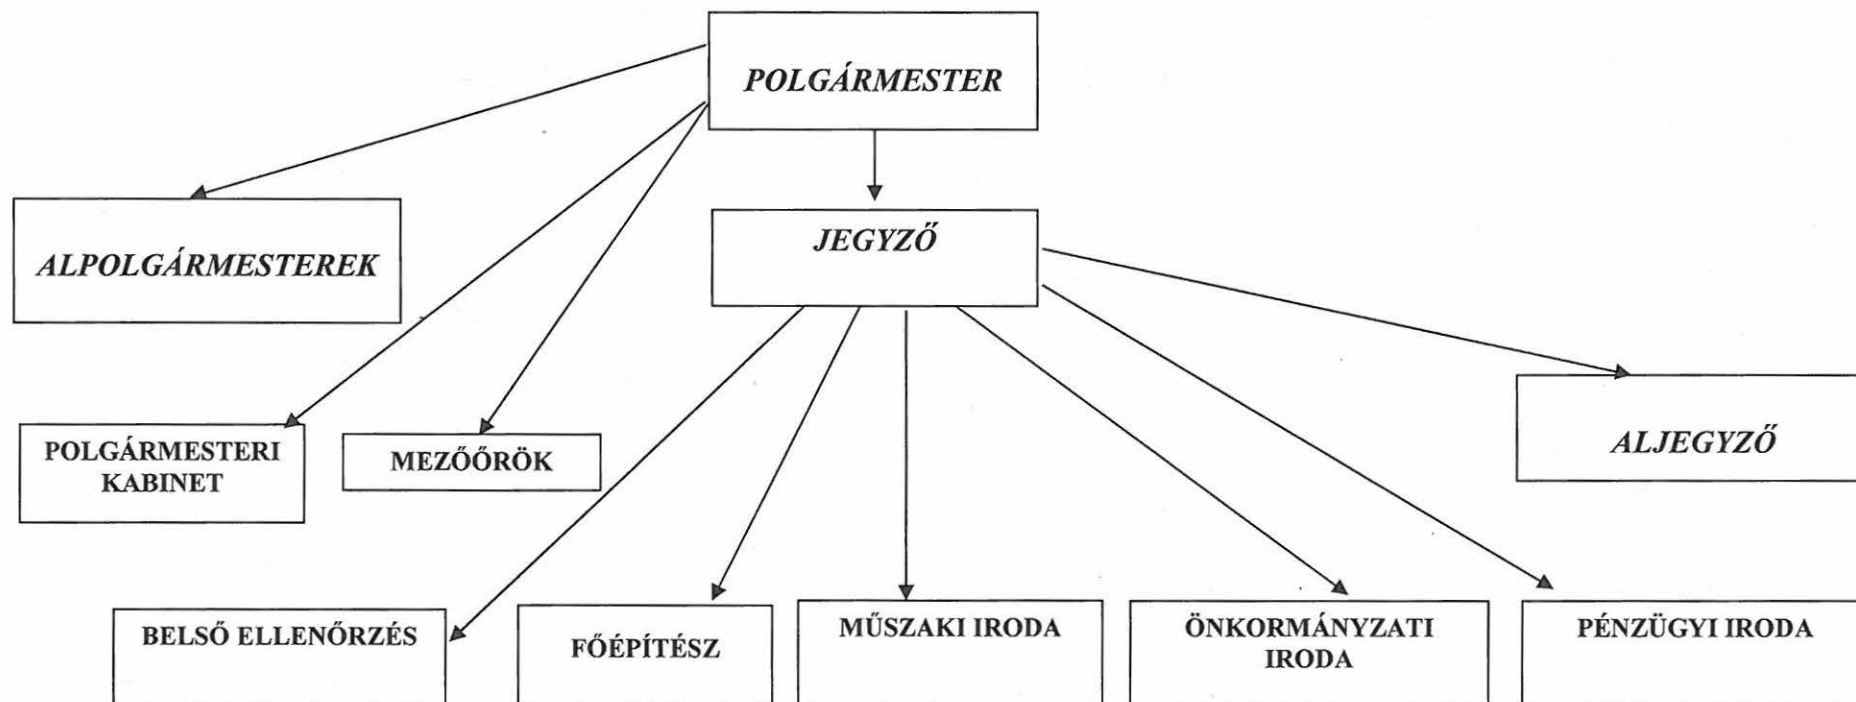 POLGÁRMESTER
ALPOLGÁRMESTEREK
JEGYZŐ
ALJEGYZŐ
POLGÁRMESTERI
KABINET
MEZŐŐRÖK
BELSŐ ELLENŐRZÉS
FŐÉPÍTÉSZ
MŰSZAKI IRODA
ÖNKORMÁNYZATI
IRODA
PÉNZÜGYI IRODA